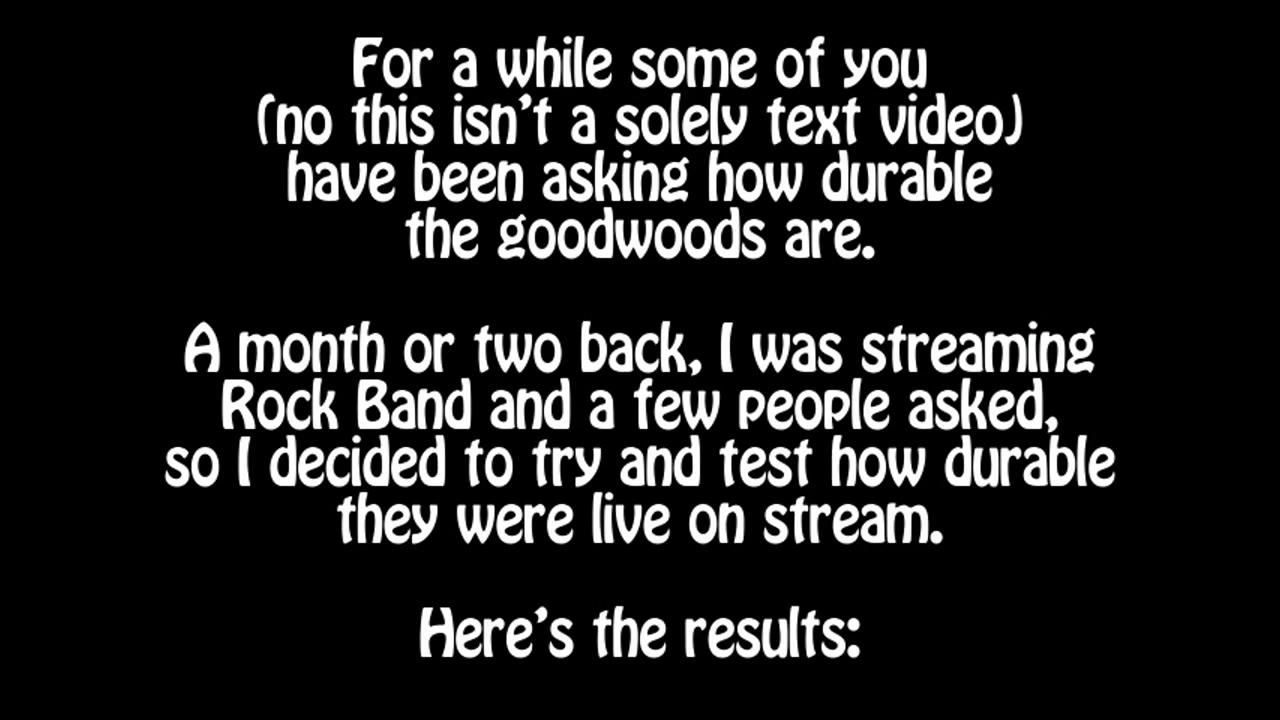 For a while some of you
(no this isn't a solely text video)
have been asking how durable
the goodwoods are.
A month or two back, I was streaming
Rock Band and a few people asked,
so I decided to try and test how durable
they were live on stream.
Here's the results: